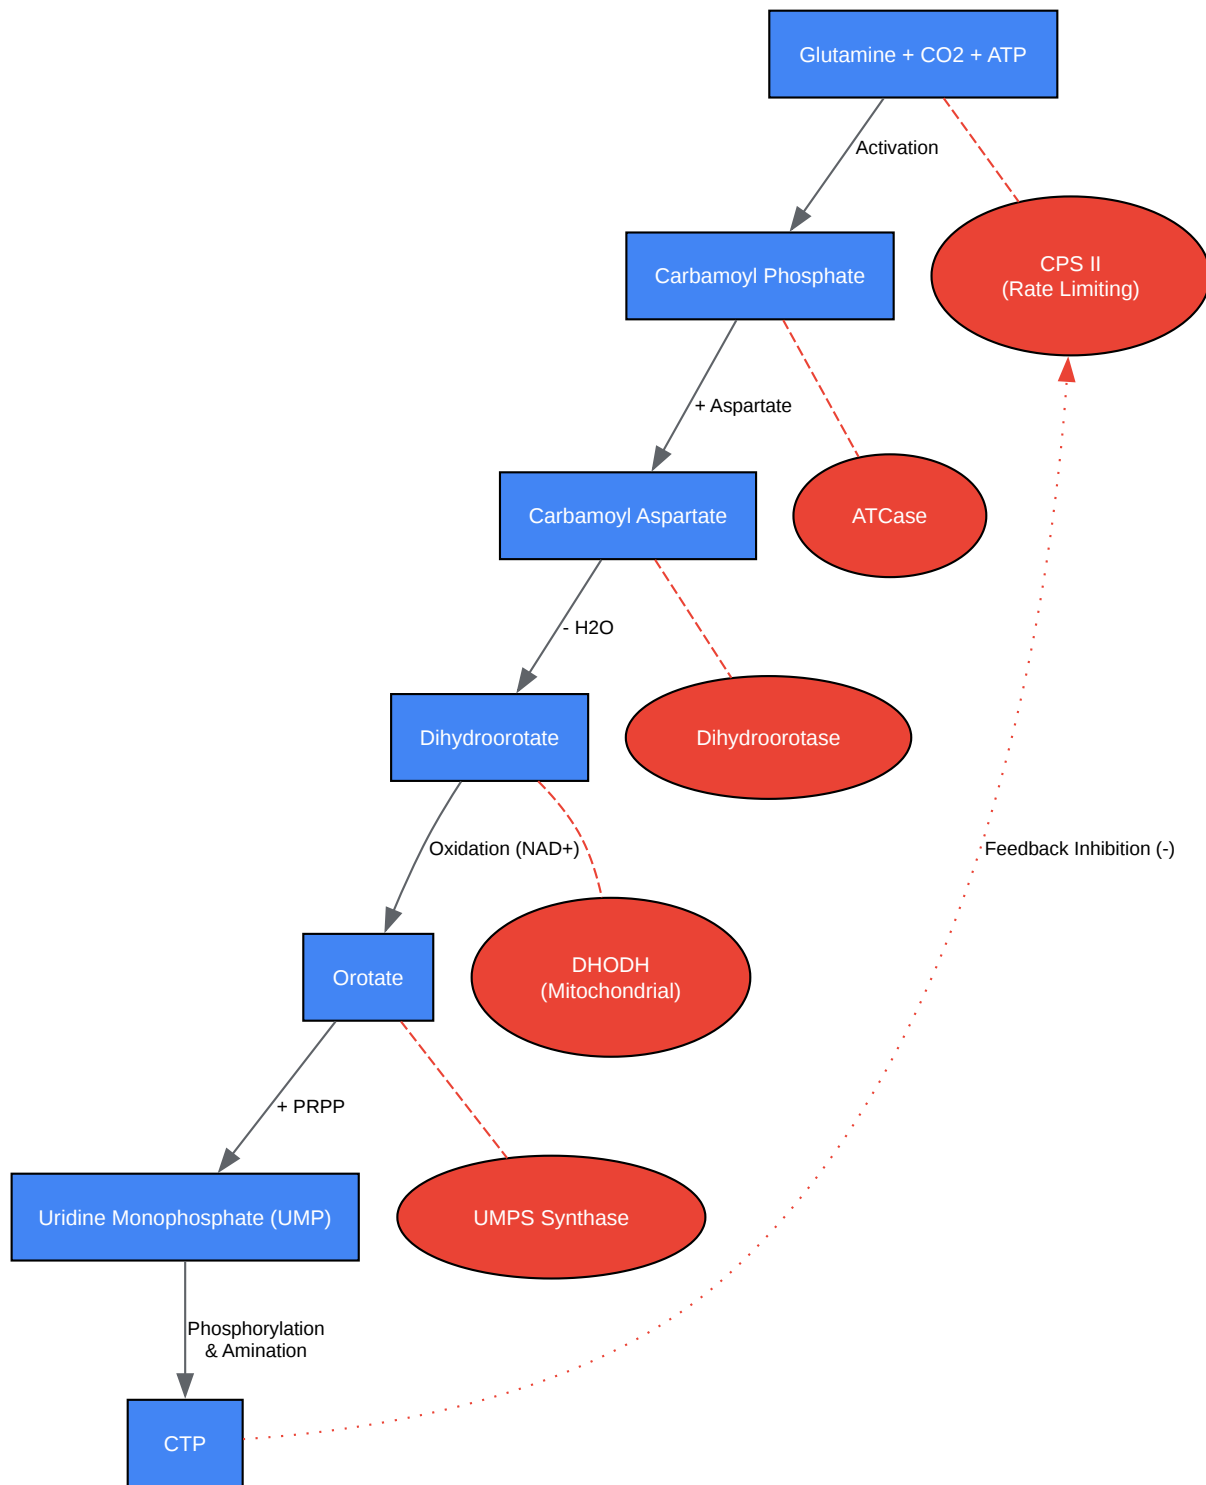 Glutamine + CO2 + ATP
Activation
Carbamoyl Phosphate
CPS II
(Rate Limiting)
+ Aspartate
Carbamoyl Aspartate
ATCase
- H2O
Dihydroorotate
Dihydroorotase
Oxidation (NAD+)
Feedback Inhibition (-)
Orotate
DHODH
(Mitochondrial)
+ PRPP
Uridine Monophosphate (UMP)
UMPS Synthase
Phosphorylation
& Amination
CTP